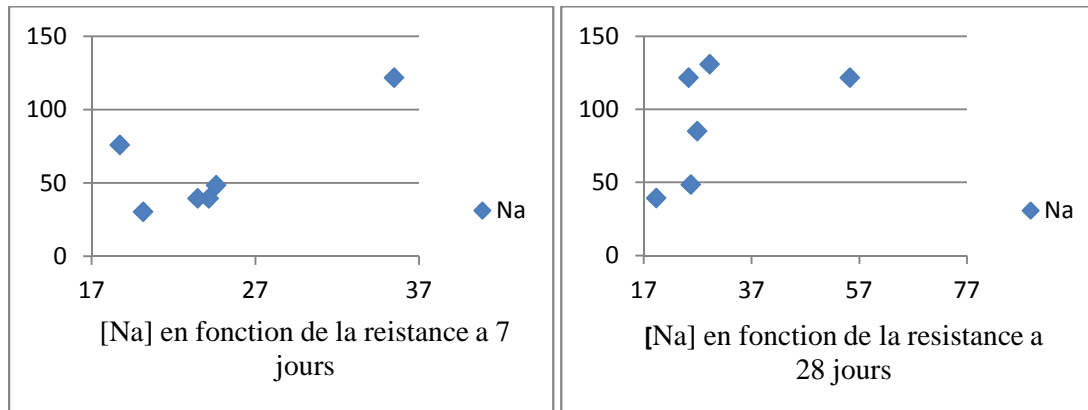 150
100
50
0
17 27 37
Na
[Na] en fonction de la reistance a 7
jours
150
100
50
0
17 37 57 77
Na
[Na] en fonction de la resistance a
28 jours